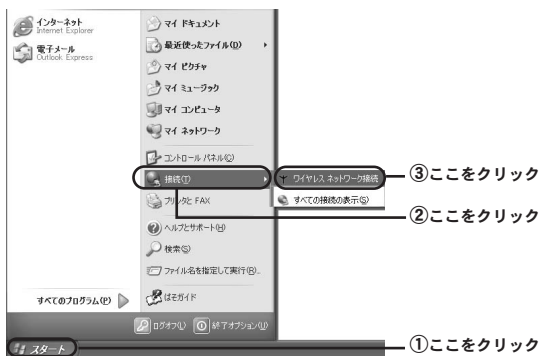 インターネット
Internet Explorer
電子メール
Outlook Express
すべてのプログラム(P)
マイ ドキュメント
最近使ったファイル(D)
マイ ピクチャ
マイ ミュージック
マイ コンピュータ
マイ ネットワーク
コントロール パネル(C)
接続(T)
プリンタと FAX
ヘルプとサポート(H)
検索(S)
ファイル名を指定して実行(R)...
ぱそガイド
ログオフ(L)
終了オプション(U)
スタート
ワイヤレス ネットワーク接続
すべての接続の表示(S)
③ここをクリック
②ここをクリック
①ここをクリック